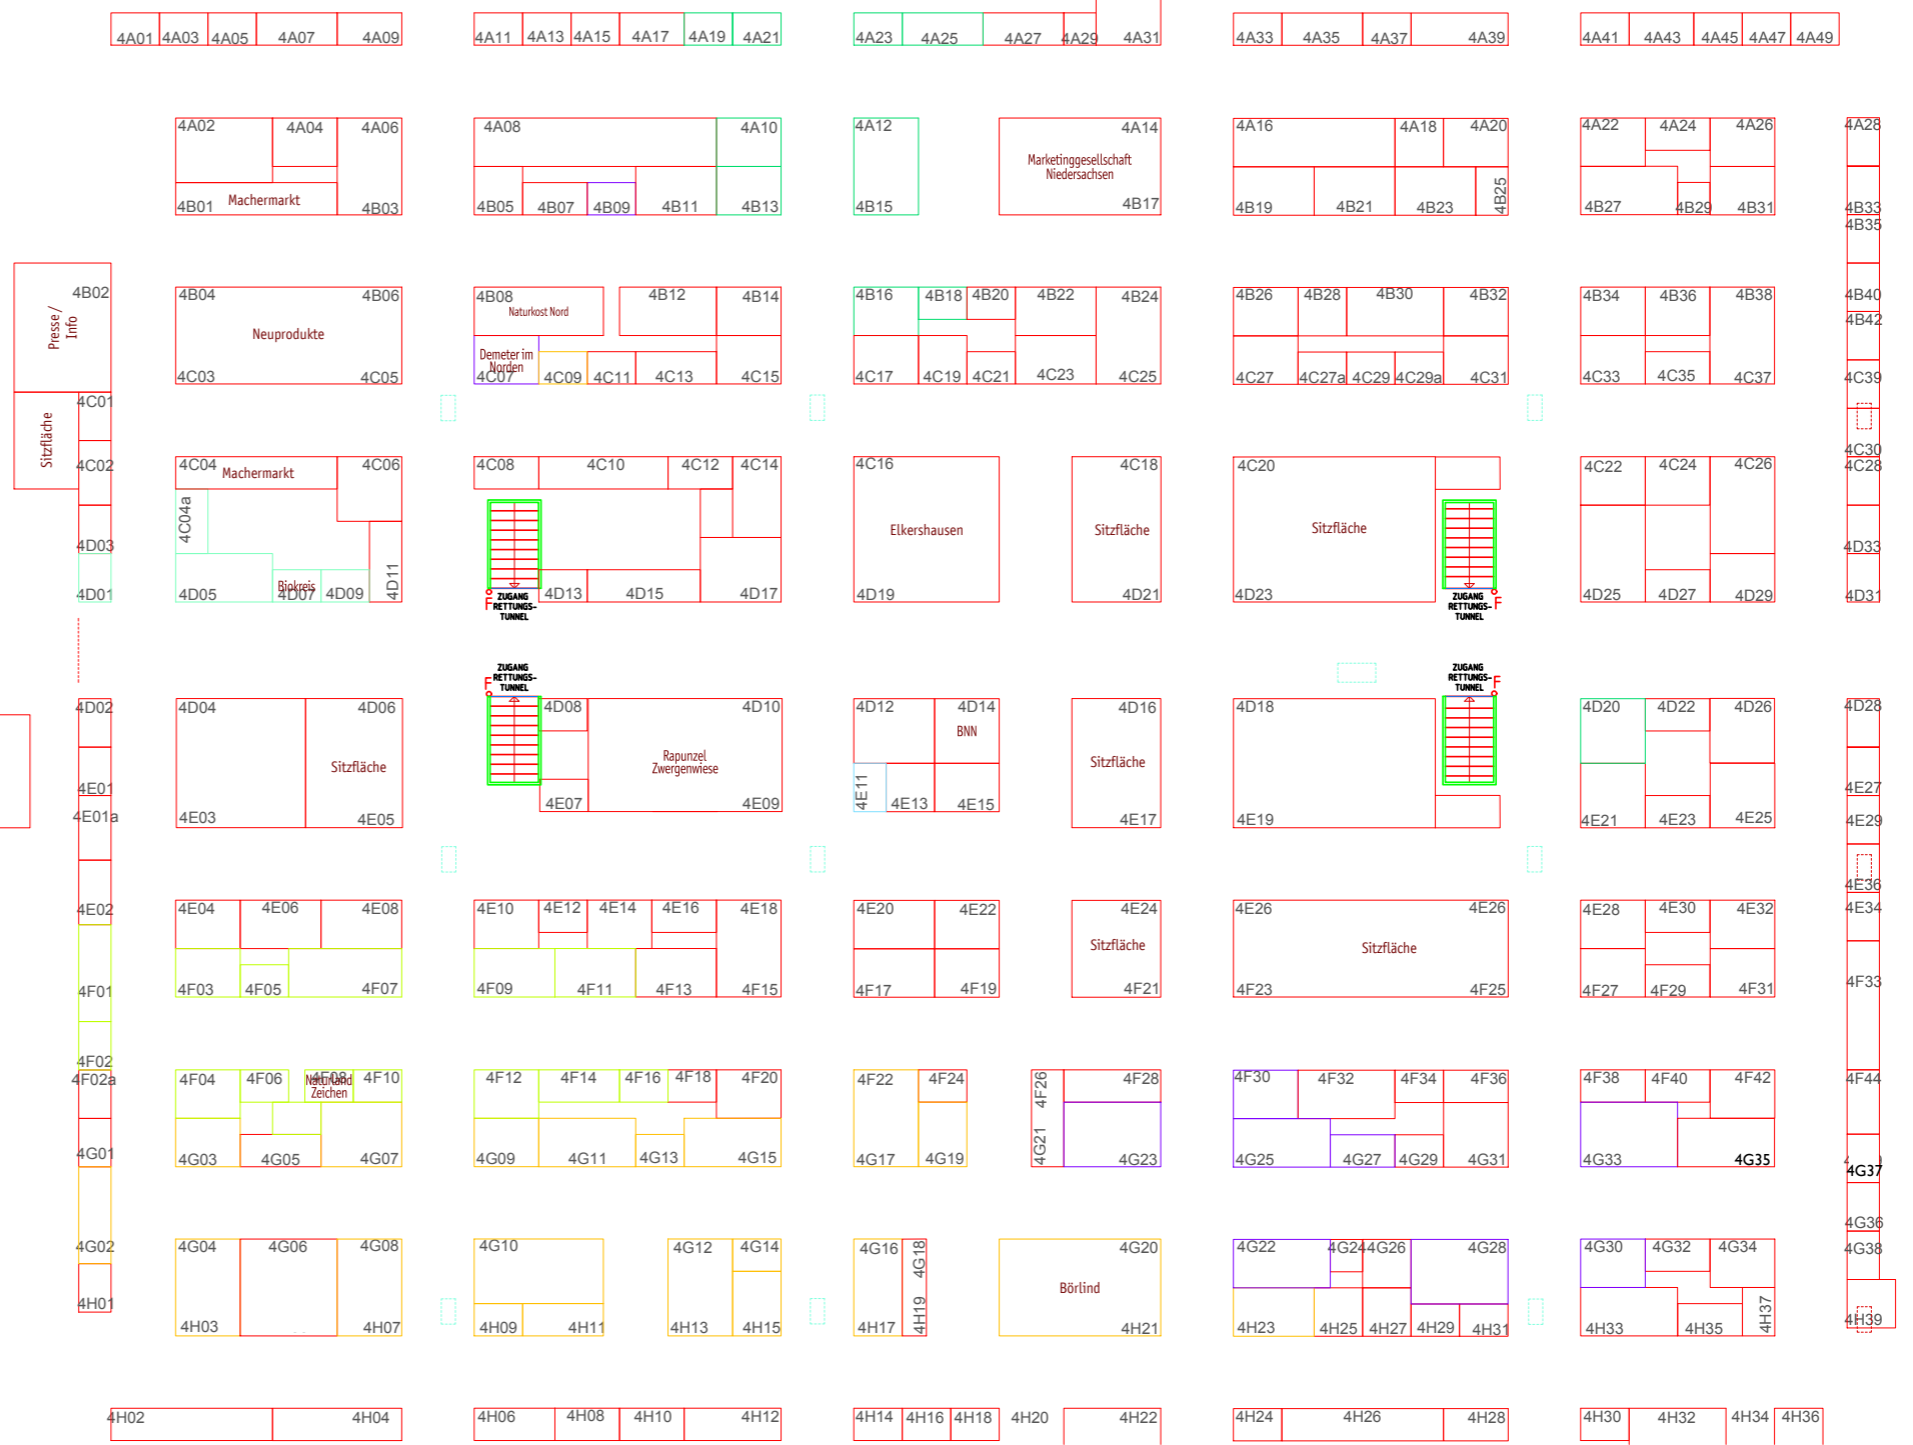 4A01 4A03 4A05 4A07 4A09 4A11 4A13 4A15 4A17 4A19 4A21 4A23 4A25 4A27 4A29 4A31 4A33 4A35 4A37 4A39 4A41 4A43 4A45 4A47 4A49
4A02 4A04 4A06 4A08 4A10 4A12 4A14 4A16 4A18 4A20 4A22 4A24 4A26 4A28
Marketinggesellschaft
Niedersachsen
Machermarkt
4B01 4B03 4B05 4B07 4B09 4B11 4B13 4B15 4B17 4B19 4B21 4B23 4B25 4B27 4B29 4B31 4B33
4B35
4B02 4B04 4B06 4B08 4B12 4B14 4B16 4B18 4B20 4B22 4B24 4B26 4B28 4B30 4B32 4B34 4B36 4B38 4B40
Presse /
Info
Naturkost Nord
4B42
Neuprodukte
Demeter im
Norden
4C03 4C05 4C07 4C09 4C11 4C13 4C15 4C17 4C19 4C21 4C23 4C25 4C27 4C27a 4C29 4C29a 4C31 4C33 4C35 4C37 4C39
4C01
Sitzfläche
4C30
4C02 4C04 Machermarkt 4C06 4C08 4C10 4C12 4C14 4C16 4C18 4C20 4C22 4C24 4C26 4C28
4C04a
Elkershausen
Sitzfläche
Sitzfläche
4D03 4D33
Biokreis
4D01 4D05 4D07 4D09 4D11 4D13 4D15 4D17 4D19 4D21 4D23 4D25 4D27 4D29 4D31
F
ZUGANG
RETTUNGS-
TUNNEL
F
ZUGANG
RETTUNGS-
TUNNEL
F
ZUGANG
RETTUNGS-
TUNNEL
F
ZUGANG
RETTUNGS-
TUNNEL
4D02 4D04 4D06 4D08 4D10 4D12 4D14 4D16 4D18 4D20 4D22 4D26 4D28
BNN
Sitzfläche
Rapunzel
Zwergenwiese
Sitzfläche
4E01 4E07 4E09 4E11 4E13 4E15 4E27
4E01a 4E03 4E05 4E17 4E19 4E21 4E23 4E25 4E29
4E36
4E02 4E04 4E06 4E08 4E10 4E12 4E14 4E16 4E18 4E20 4E22 4E24 4E26 4E26 4E28 4E30 4E32 4E34
Sitzfläche
Sitzfläche
4F01 4F03 4F05 4F07 4F09 4F11 4F13 4F15 4F17 4F19 4F21 4F23 4F25 4F27 4F29 4F31 4F33
4F02
4F02a 4F04 4F06 4F08 4F10 4F12 4F14 4F16 4F18 4F20 4F22 4F24 4F26 4F28 4F30 4F32 4F34 4F36 4F38 4F40 4F42 4F44
Naturland
Zeichen
4G01 4G03 4G05 4G07 4G09 4G11 4G13 4G15 4G17 4G19 4G21 4G23 4G25 4G27 4G29 4G31 4G33 4G35
4G37
4G36
4G02 4G04 4G06 4G08 4G10 4G12 4G14 4G16 4G18 4G20 4G22 4G24 4G26 4G28 4G30 4G32 4G34 4G38
Börlind
4H01 4H03 4H07 4H09 4H11 4H13 4H15 4H17 4H19 4H21 4H23 4H25 4H27 4H29 4H31 4H33 4H35 4H37 4H39
4H02 4H04 4H06 4H08 4H10 4H12 4H14 4H16 4H18 4H20 4H22 4H24 4H26 4H28 4H30 4H32 4H34 4H36